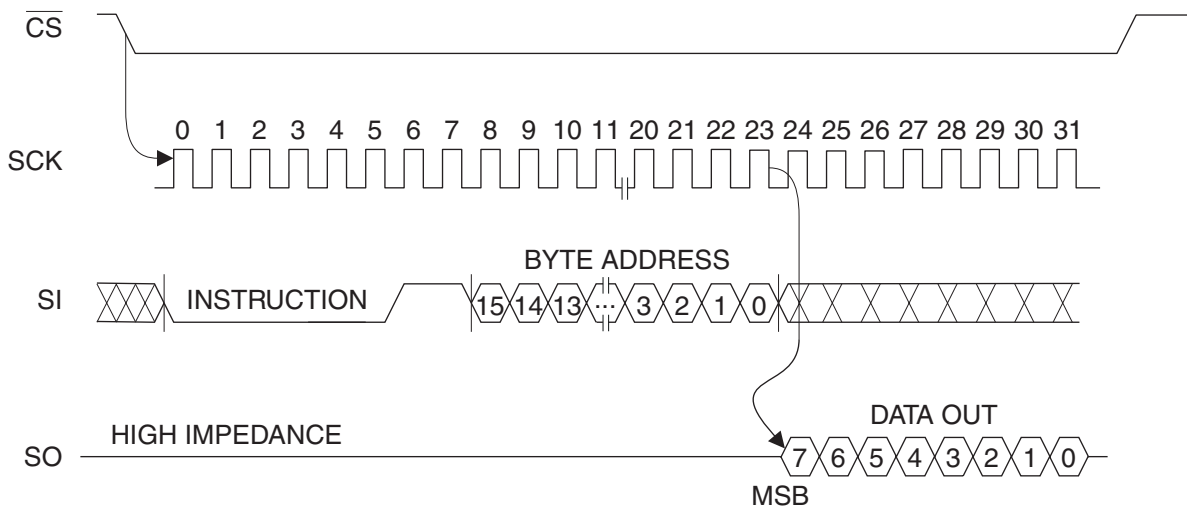 CS
0 1 2 3 4 5 6 7 8 9 10 11 20 21 22 23 24 25 26 27 28 29 30 31
SCK
BYTE ADDRESS
SI INSTRUCTION 15 14 13 ... 3 2 1 0
DATA OUT
HIGH IMPEDANCE
SO 7 6 5 4 3 2 1 0
MSB